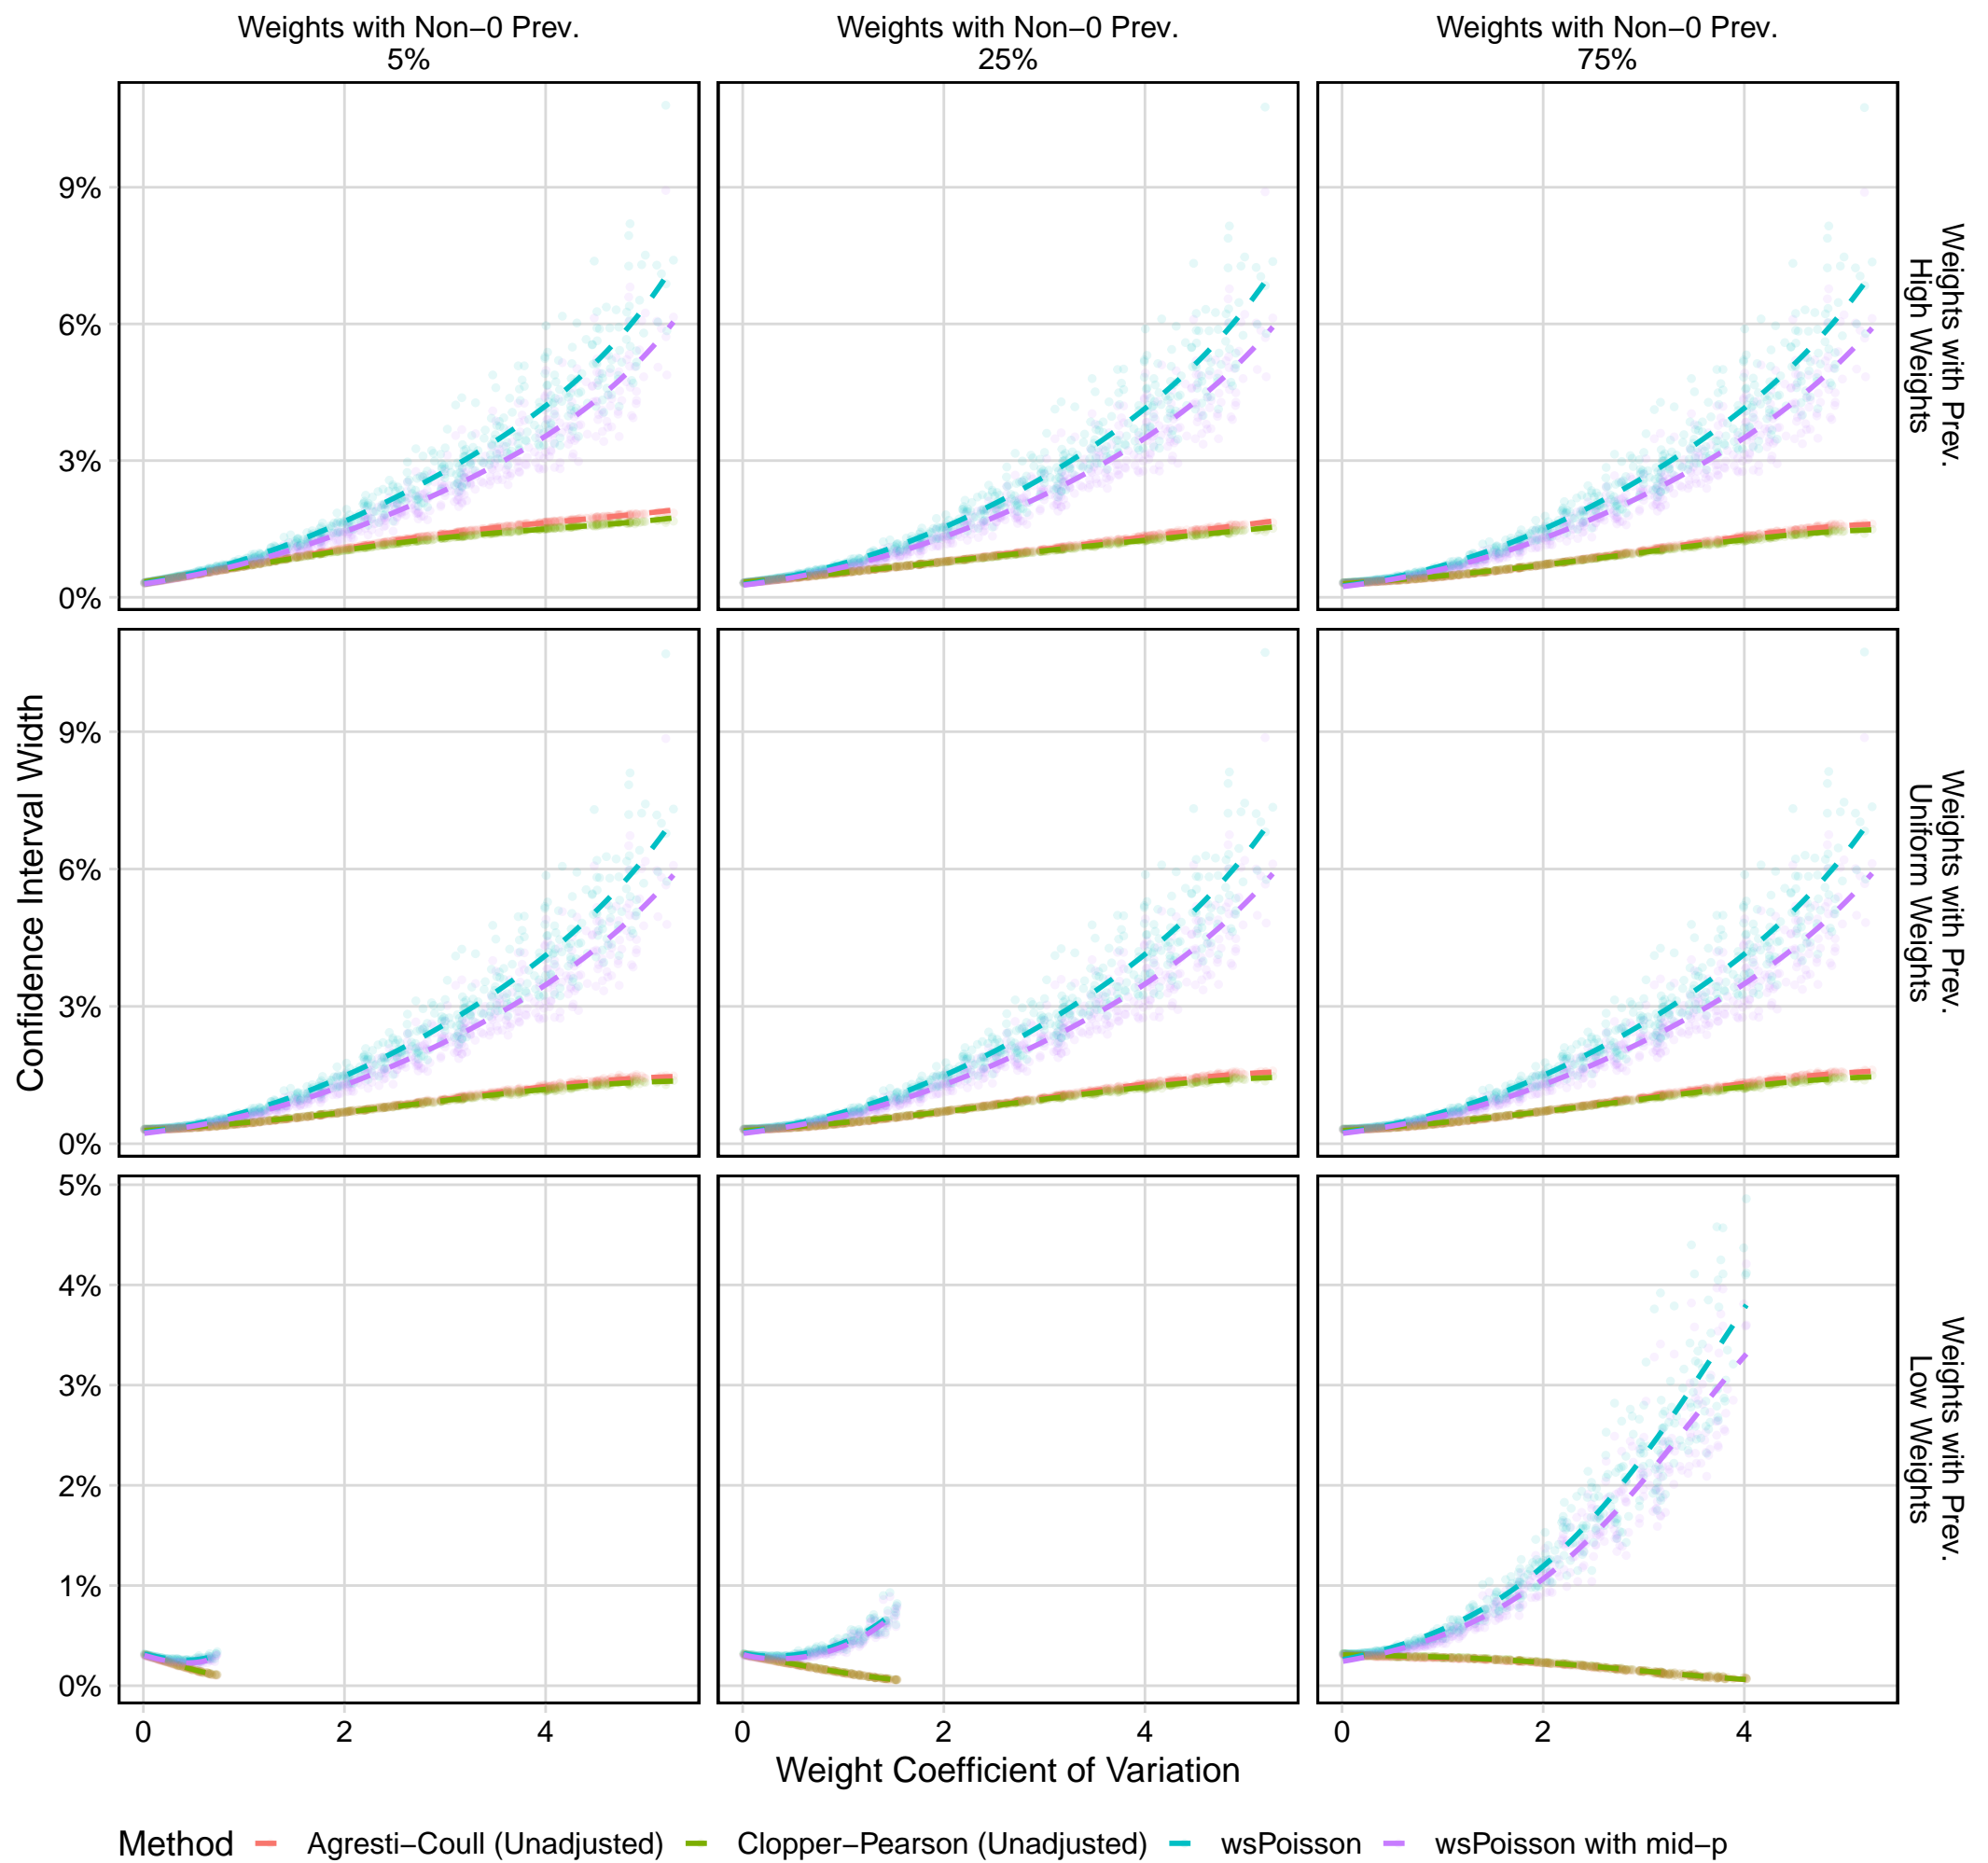 Weights with Non−0 Prev.
5%
Weights with Non−0 Prev.
25%
Weights with Non−0 Prev.
75%
9%
6%
3%
0%
Weights with Prev.
High Weights
Confidence Interval Width
9%
6%
3%
0%
Weights with Prev.
Uniform Weights
5%
4%
3%
2%
1%
0%
Weights with Prev.
Low Weights
0 2 4 0 2 4 0 2 4
Weight Coefficient of Variation
Method Agresti−Coull (Unadjusted) Clopper−Pearson (Unadjusted) wsPoisson wsPoisson with mid−p